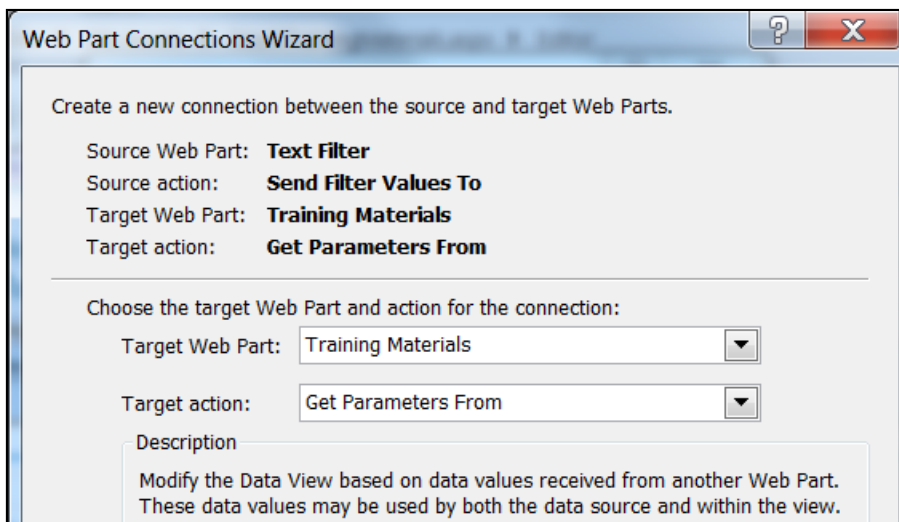 Web Part Connections Wizard
Create a new connection between the source and target Web Parts.
Source Web Part: Text Filter
Source action: Send Filter Values To
Target Web Part: Training Materials
Target action: Get Parameters From
Choose the target Web Part and action for the connection:
Target Web Part: Training Materials
Target action: Get Parameters From
Description
Modify the Data View based on data values received from another Web Part.
These data values may be used by both the data source and within the view.